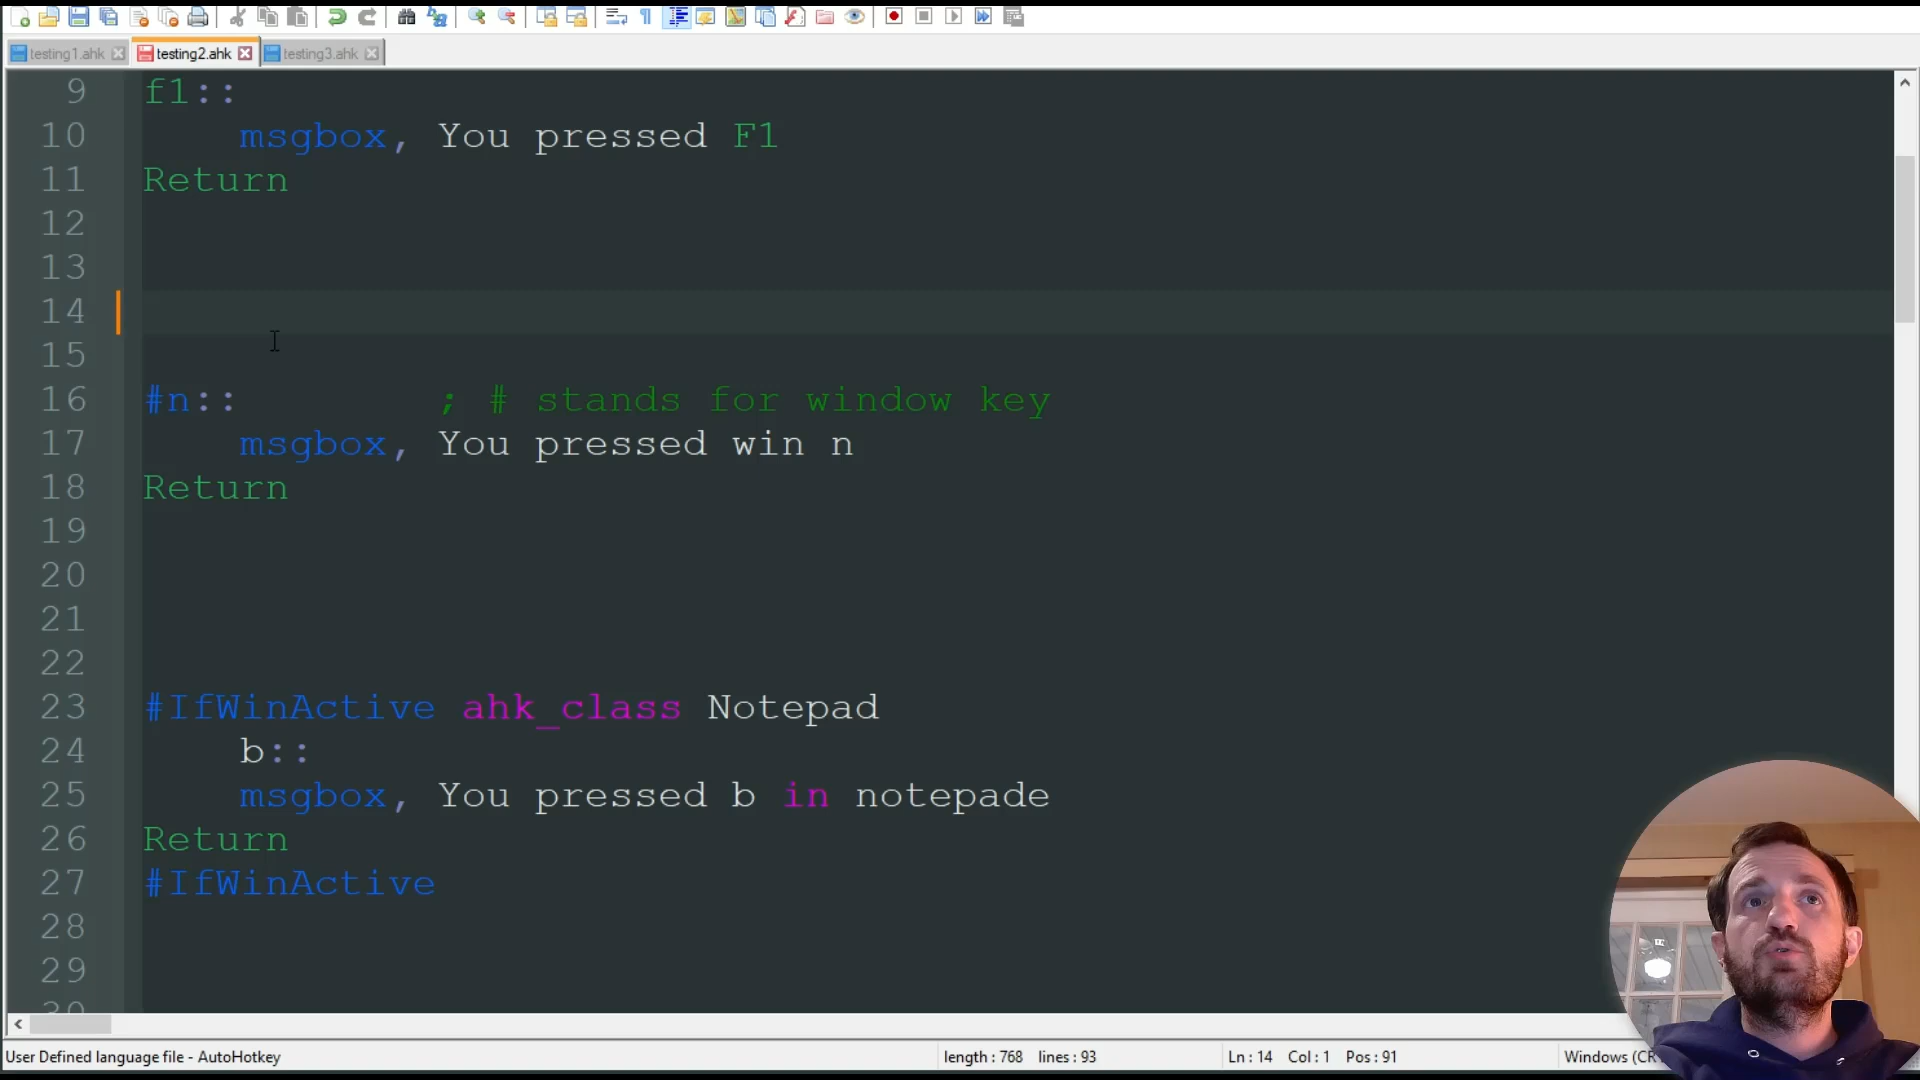 testing1.ahk testing2.ahk testing3.ahk
9 f1::
10 msgbox, You pressed F1
11 Return
12
13
14
15
16 #n:: ; # stands for window key
17 msgbox, You pressed win n
18 Return
19
20
21
22
23 #IfWinActive ahk_class Notepad
24 b::
25 msgbox, You pressed b in notepade
26 Return
27 #IfWinActive
28
29
30
User Defined language file - AutoHotkey length : 768 lines : 93 Ln : 14 Col : 1 Pos : 91 Windows (CR